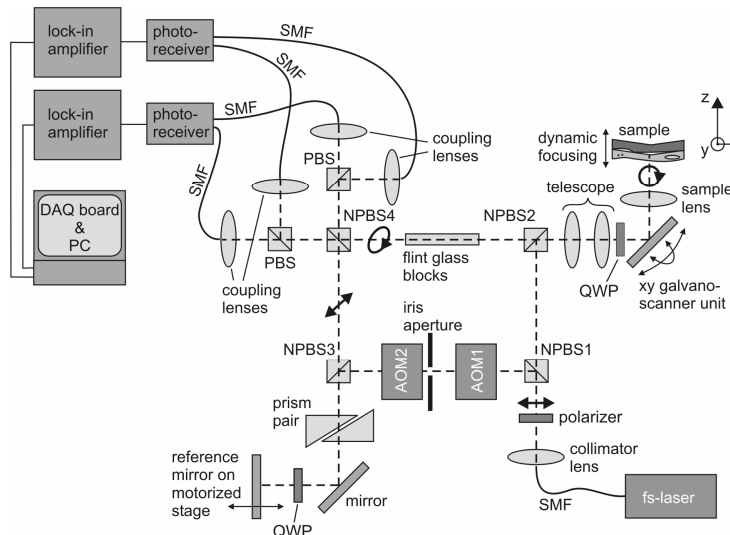 lock-in
amplifier
photo-
receiver
SMF
SMF
lock-in
amplifier
photo-
receiver
SMF
SMF
coupling
lenses
PBS
DAQ board
&
PC
PBS
NPBS4
flint glass
blocks
NPBS2
coupling
lenses
dynamic
focusing
sample
z
y
telescope
sample
lens
QWP
xy galvano-
scanner unit
iris
aperture
NPBS3
AOM2
AOM1
NPBS1
prism
pair
polarizer
reference
mirror on
motorized
stage
QWP
mirror
collimator
lens
SMF
fs-laser